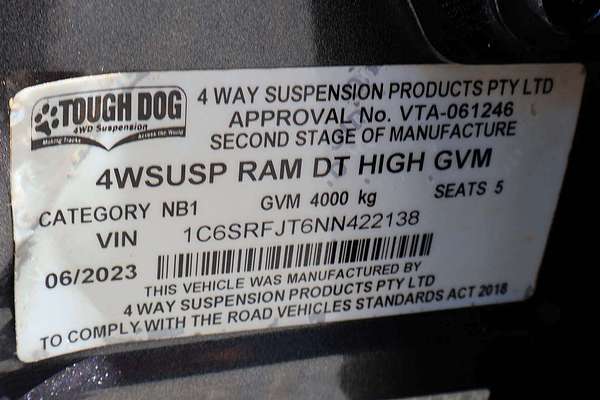 TOUGH DOG
4WD Suspension
Making Tracks Across the World
4 WAY SUSPENSION PRODUCTS PTY LTD
APPROVAL No. VTA-061246
SECOND STAGE OF MANUFACTURE
4WSUSP RAM DT HIGH GVM
CATEGORY NB1 GVM 4000 kg SEATS 5
VIN 1C6SRFJT6NN422138
06/2023
THIS VEHICLE WAS MANUFACTURED BY
4 WAY SUSPENSION PRODUCTS PTY LTD
TO COMPLY WITH THE ROAD VEHICLES STANDARDS ACT 2018